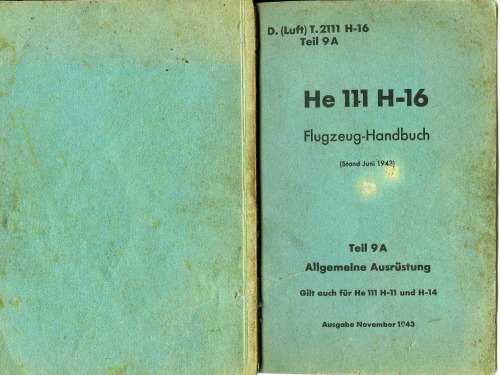 D. (Luft) T. 2111 H-16
Teil 9A
He 111 H-16
Flugzeug-Handbuch
(Stand Juni 1943)
Teil 9A
Allgemeine Ausrüstung
Gilt auch für He 111 H-11 und H-14
Ausgabe November 1943